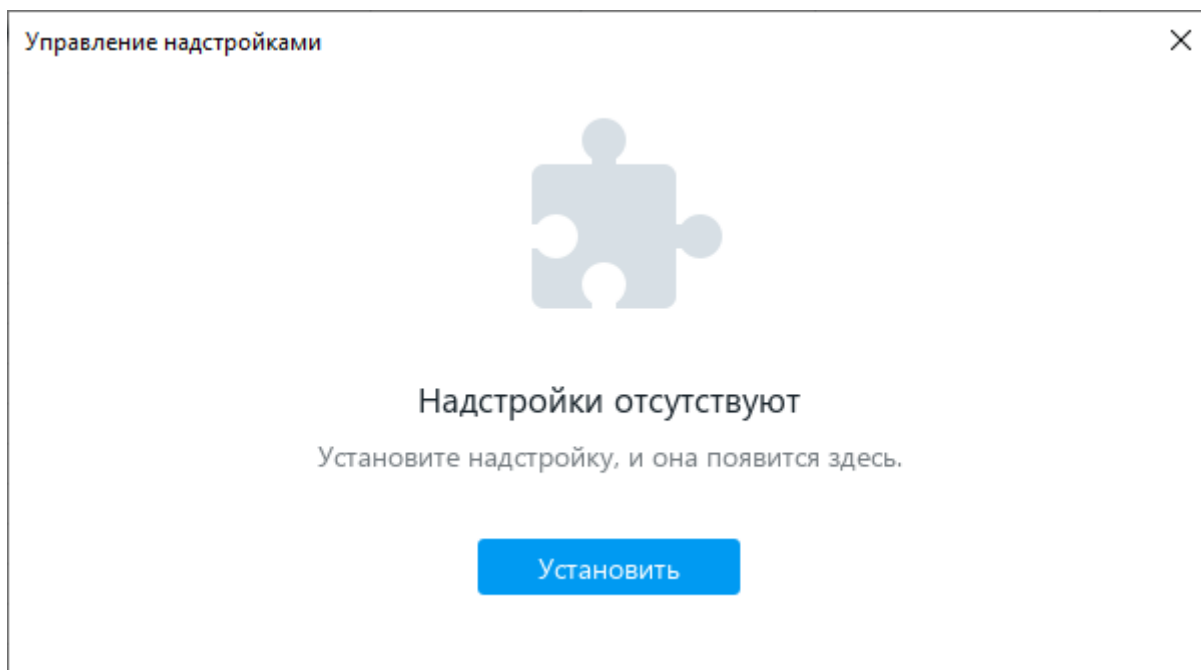 Управление надстройками
Надстройки отсутствуют
Установите надстройку, и она появится здесь.
Установить